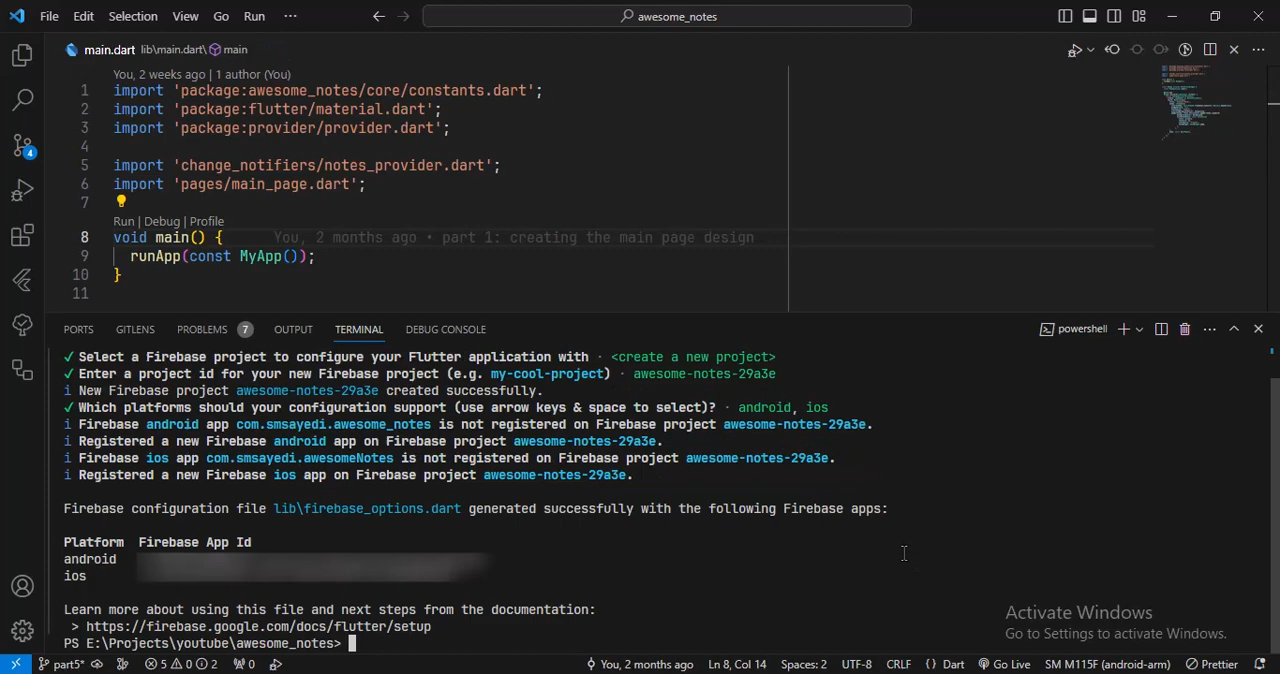 File Edit Selection View Go Run ··· awesome_notes
main.dart lib\main.dart\ main
You, 2 weeks ago | 1 author (You)
1 import 'package:awesome_notes/core/constants.dart';
2 import 'package:flutter/material.dart';
3 import 'package:provider/provider.dart';
4
5 import 'change_notifiers/notes_provider.dart';
6 import 'pages/main_page.dart';
7
Run | Debug | Profile
8 void main() { You, 2 months ago • part 1: creating the main page design
9 runApp(const MyApp());
10 }
11
PORTS GITLENS PROBLEMS 7 OUTPUT TERMINAL DEBUG CONSOLE powershell
✓ Select a Firebase project to configure your Flutter application with · <create a new project>
✓ Enter a project id for your new Firebase project (e.g. my-cool-project) · awesome-notes-29a3e
i New Firebase project awesome-notes-29a3e created successfully.
✓ Which platforms should your configuration support (use arrow keys & space to select)? · android, ios
i Firebase android app com.smsayedi.awesome_notes is not registered on Firebase project awesome-notes-29a3e.
i Registered a new Firebase android app on Firebase project awesome-notes-29a3e.
i Firebase ios app com.smsayedi.awesomeNotes is not registered on Firebase project awesome-notes-29a3e.
i Registered a new Firebase ios app on Firebase project awesome-notes-29a3e.
Firebase configuration file lib\firebase_options.dart generated successfully with the following Firebase apps:
Platform Firebase App Id
android
ios
Learn more about using this file and next steps from the documentation:
> https://firebase.google.com/docs/flutter/setup
PS E:\Projects\youtube\awesome_notes>
Activate Windows
Go to Settings to activate Windows.
4
part5* 5 0 2 0 You, 2 months ago Ln 8, Col 14 Spaces: 2 UTF-8 CRLF {} Dart Go Live SM M115F (android-arm) Prettier